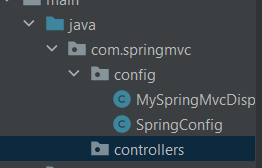 main
java
com.springmvc
config
MySpringMvcDisp
SpringConfig
controllers